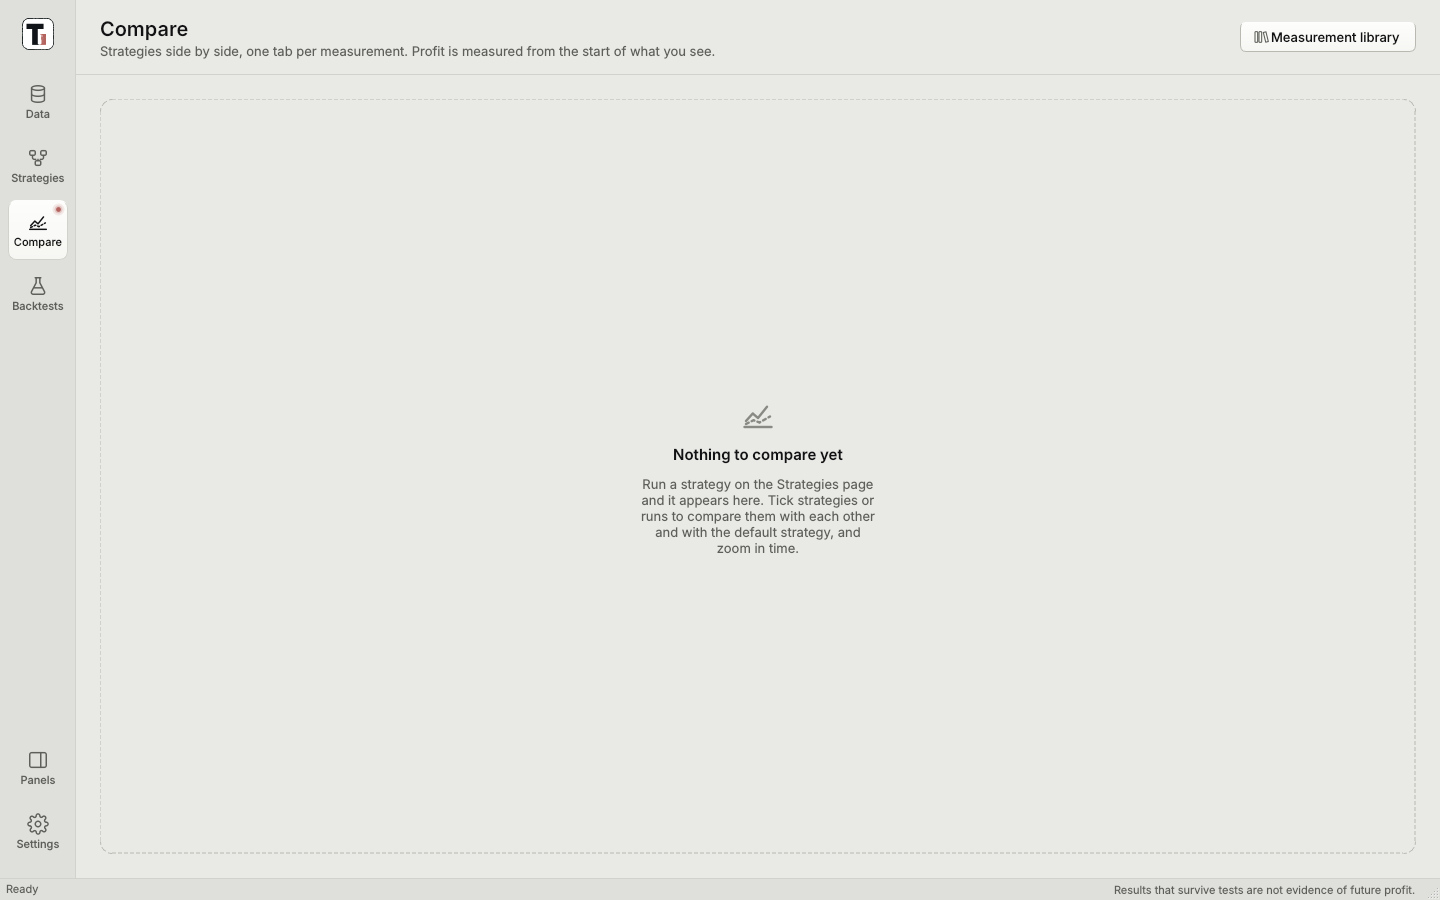 Compare
Strategies side by side, one tab per measurement. Profit is measured from the start of what you see.
Measurement library
Data
Strategies
Compare
Backtests
Nothing to compare yet
Run a strategy on the Strategies page
and it appears here. Tick strategies or
runs to compare them with each other
and with the default strategy, and
zoom in time.
Panels
Settings
Ready
Results that survive tests are not evidence of future profit.